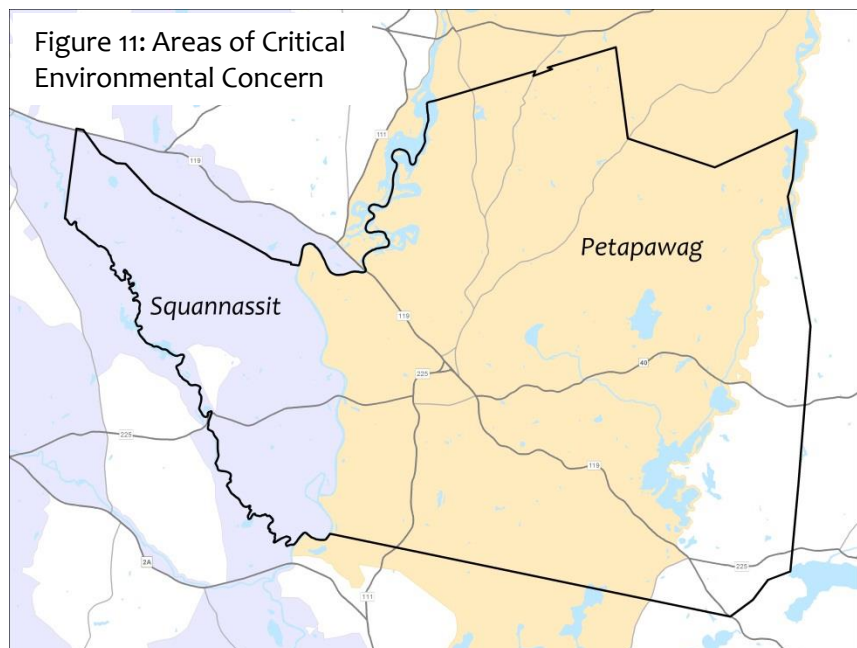 Figure 11: Areas of Critical
Environmental Concern
111
119
Petapawag
Squannassit
119
40
225
225
119
2A
225
111